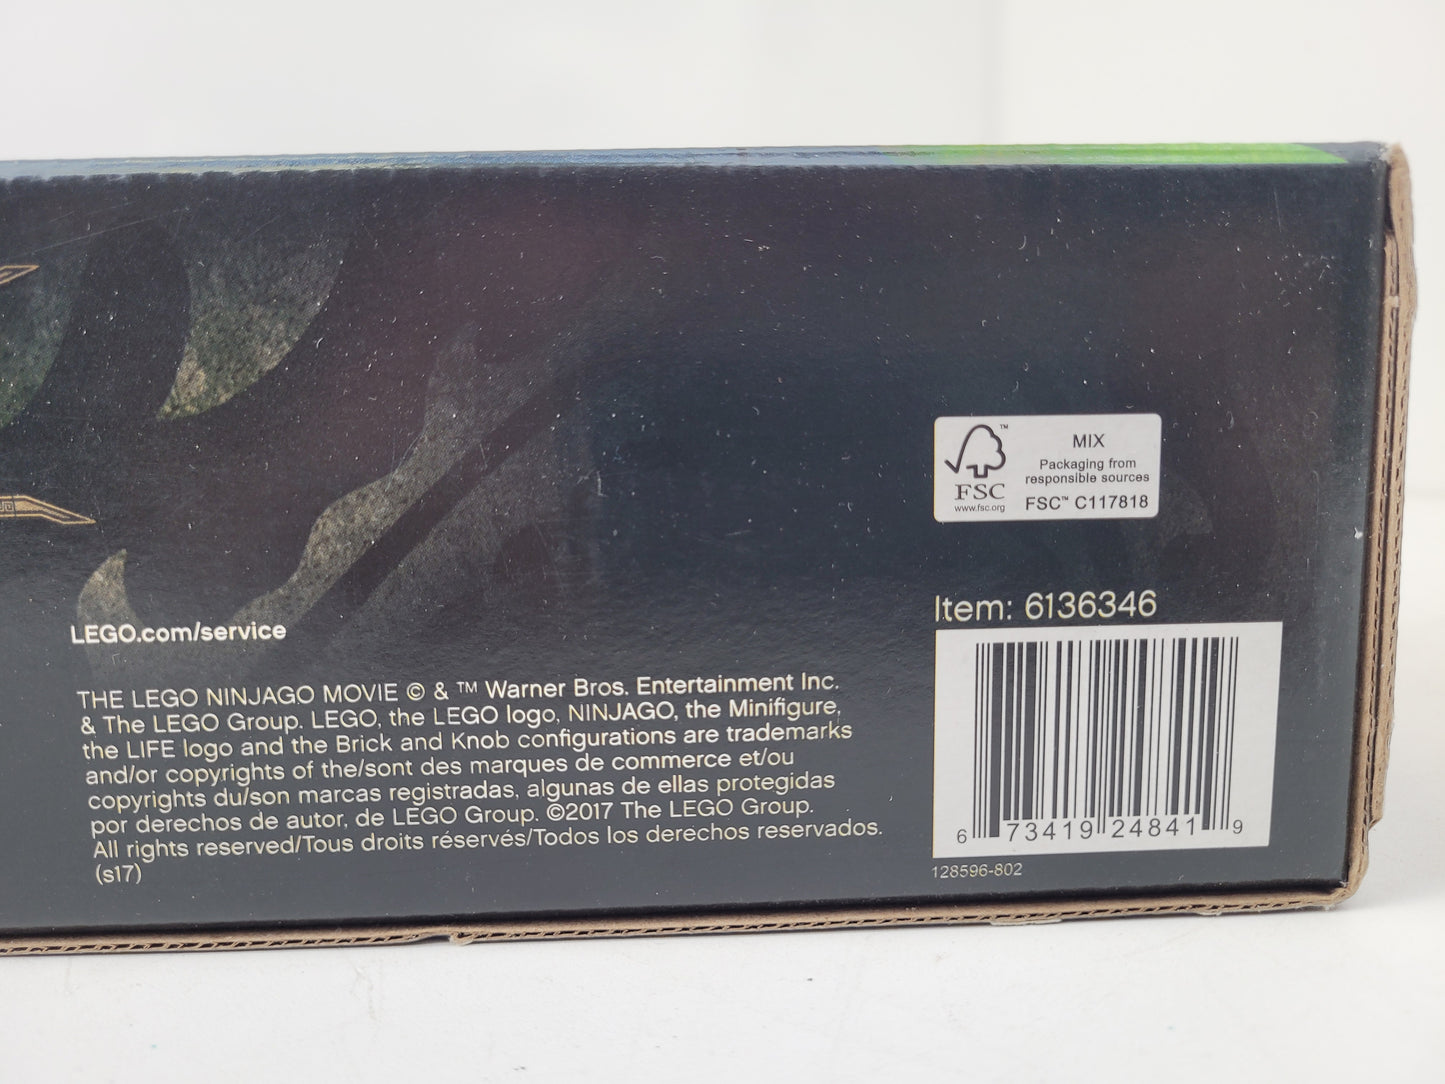 MIX
Packaging from
responsible sources
FSC™ C117818
FSC
www.fsc.org
™
Item: 6136346
6 73419 24841 9
128596-802
LEGO.com/service
THE LEGO NINJAGO MOVIE © & ™ Warner Bros. Entertainment Inc.
& The LEGO Group. LEGO, the LEGO logo, NINJAGO, the Minifigure,
the LIFE logo and the Brick and Knob configurations are trademarks
and/or copyrights of the/sont des marques de commerce et/ou
copyrights du/son marcas registradas, algunas de ellas protegidas
por derechos de autor, de LEGO Group. ©2017 The LEGO Group.
All rights reserved/Tous droits réservés/Todos los derechos reservados.
(s17)